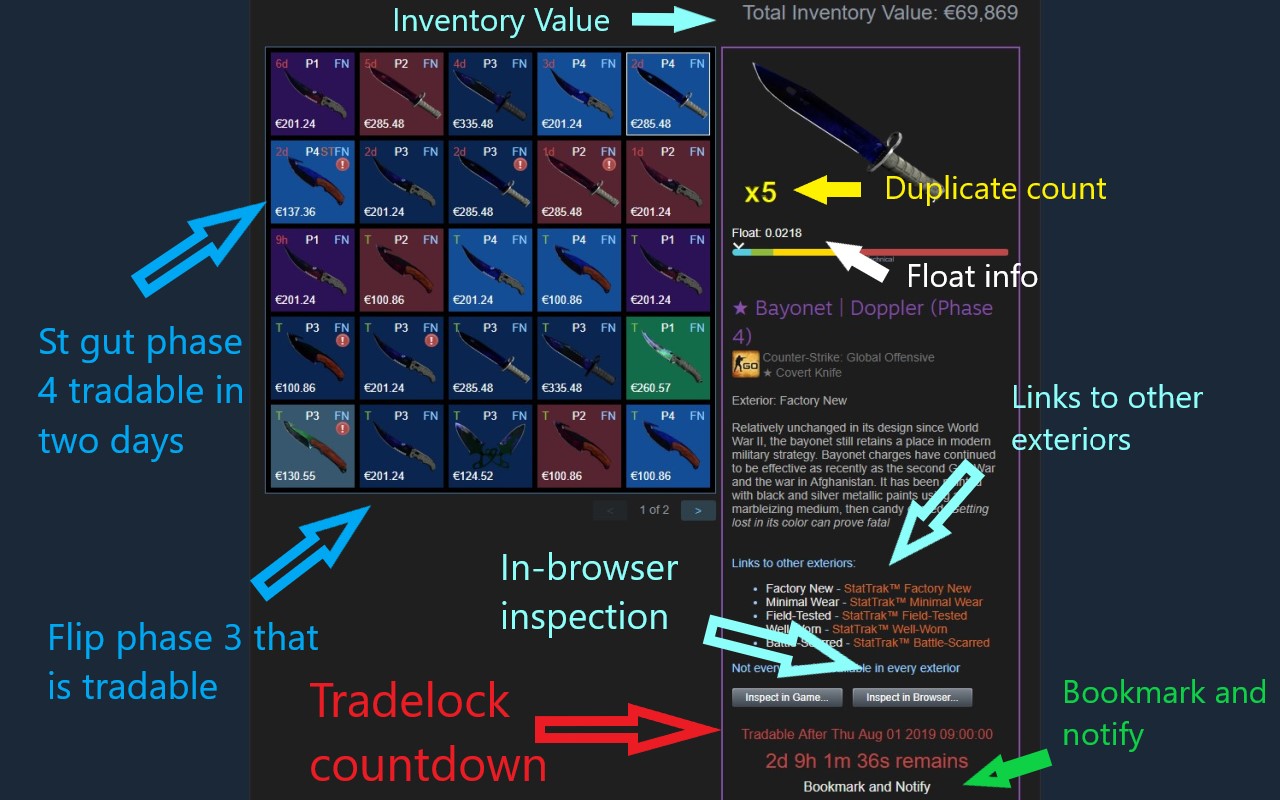 Inventory Value
Total Inventory Value: €69,869
6d P1 FN
€201.24
5d P2 FN
€285.48
4d P3 FN
€335.48
3d P4 FN
€201.24
2d P4 FN
€285.48
2d P4 STFN
€137.36
2d P3 FN
€201.24
2d P3 FN
€285.48
1d P2 FN
€285.48
1d P2 FN
€201.24
9h P1 FN
€201.24
T P2 FN
€100.86
T P4 FN
€201.24
T P4 FN
€100.86
T P1 FN
€201.24
T P3 FN
€100.86
T P3 FN
€201.24
T P3 FN
€285.48
T P3 FN
€335.48
T P1 FN
€260.57
T P3 FN
€130.55
T P3 FN
€201.24
T P3 FN
€124.52
T P2 FN
€100.86
T P4 FN
€100.86
< 1 of 2 >
x5
Duplicate count
Float: 0.0218
Float info
★ Bayonet | Doppler (Phase
4)
GO
Counter-Strike: Global Offensive
★ Covert Knife
Exterior: Factory New
Relatively unchanged in its design since World
War II, the bayonet still retains a place in modern
military strategy. Bayonet charges have continued
to be effective as recently as the second War
and the war in Afghanistan. It has been
with black and silver metallic paints
marbleizing medium, then candy Getting
lost in its color can prove fatal
Links to other
exteriors
Links to other exteriors:
Factory New - StatTrak™ Factory New
Minimal Wear - StatTrak™ Minimal Wear
Field-Tested - StatTrak™ Field-Tested
Well-Worn - StatTrak™ Well-Worn
Battle-Scarred - StatTrak™ Battle-Scarred
Not every in every exterior
Inspect in Game... Inspect in Browser...
Tradable After Thu Aug 01 2019 09:00:00
2d 9h 1m 36s remains
Bookmark and Notify
St gut phase
4 tradable in
two days
Flip phase 3 that
is tradable
In-browser
inspection
Tradelock
countdown
Bookmark and
notify